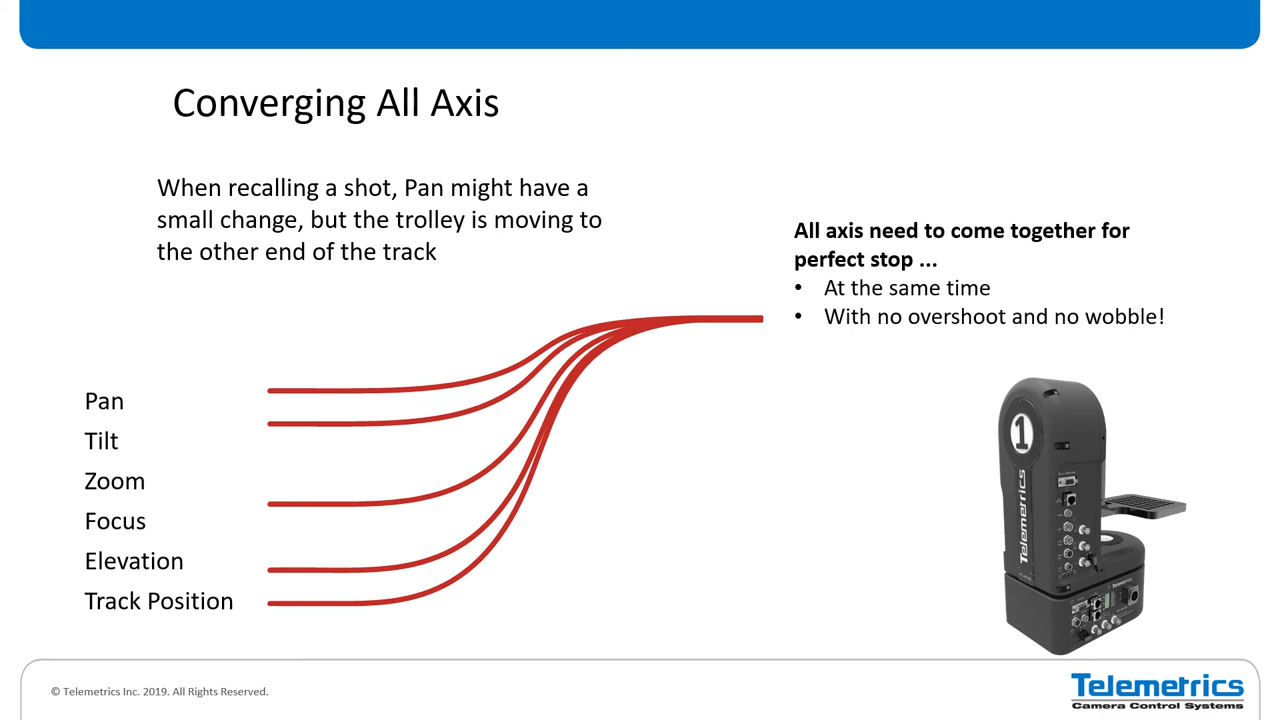 Converging All Axis
When recalling a shot, Pan might have a
small change, but the trolley is moving to
the other end of the track
All axis need to come together for
perfect stop ...
• At the same time
• With no overshoot and no wobble!
Pan
Tilt
Zoom
Focus
Elevation
Track Position
1
Telemetrics
Telemetrics
© Telemetrics Inc. 2019. All Rights Reserved.
Telemetrics
Camera Control Systems